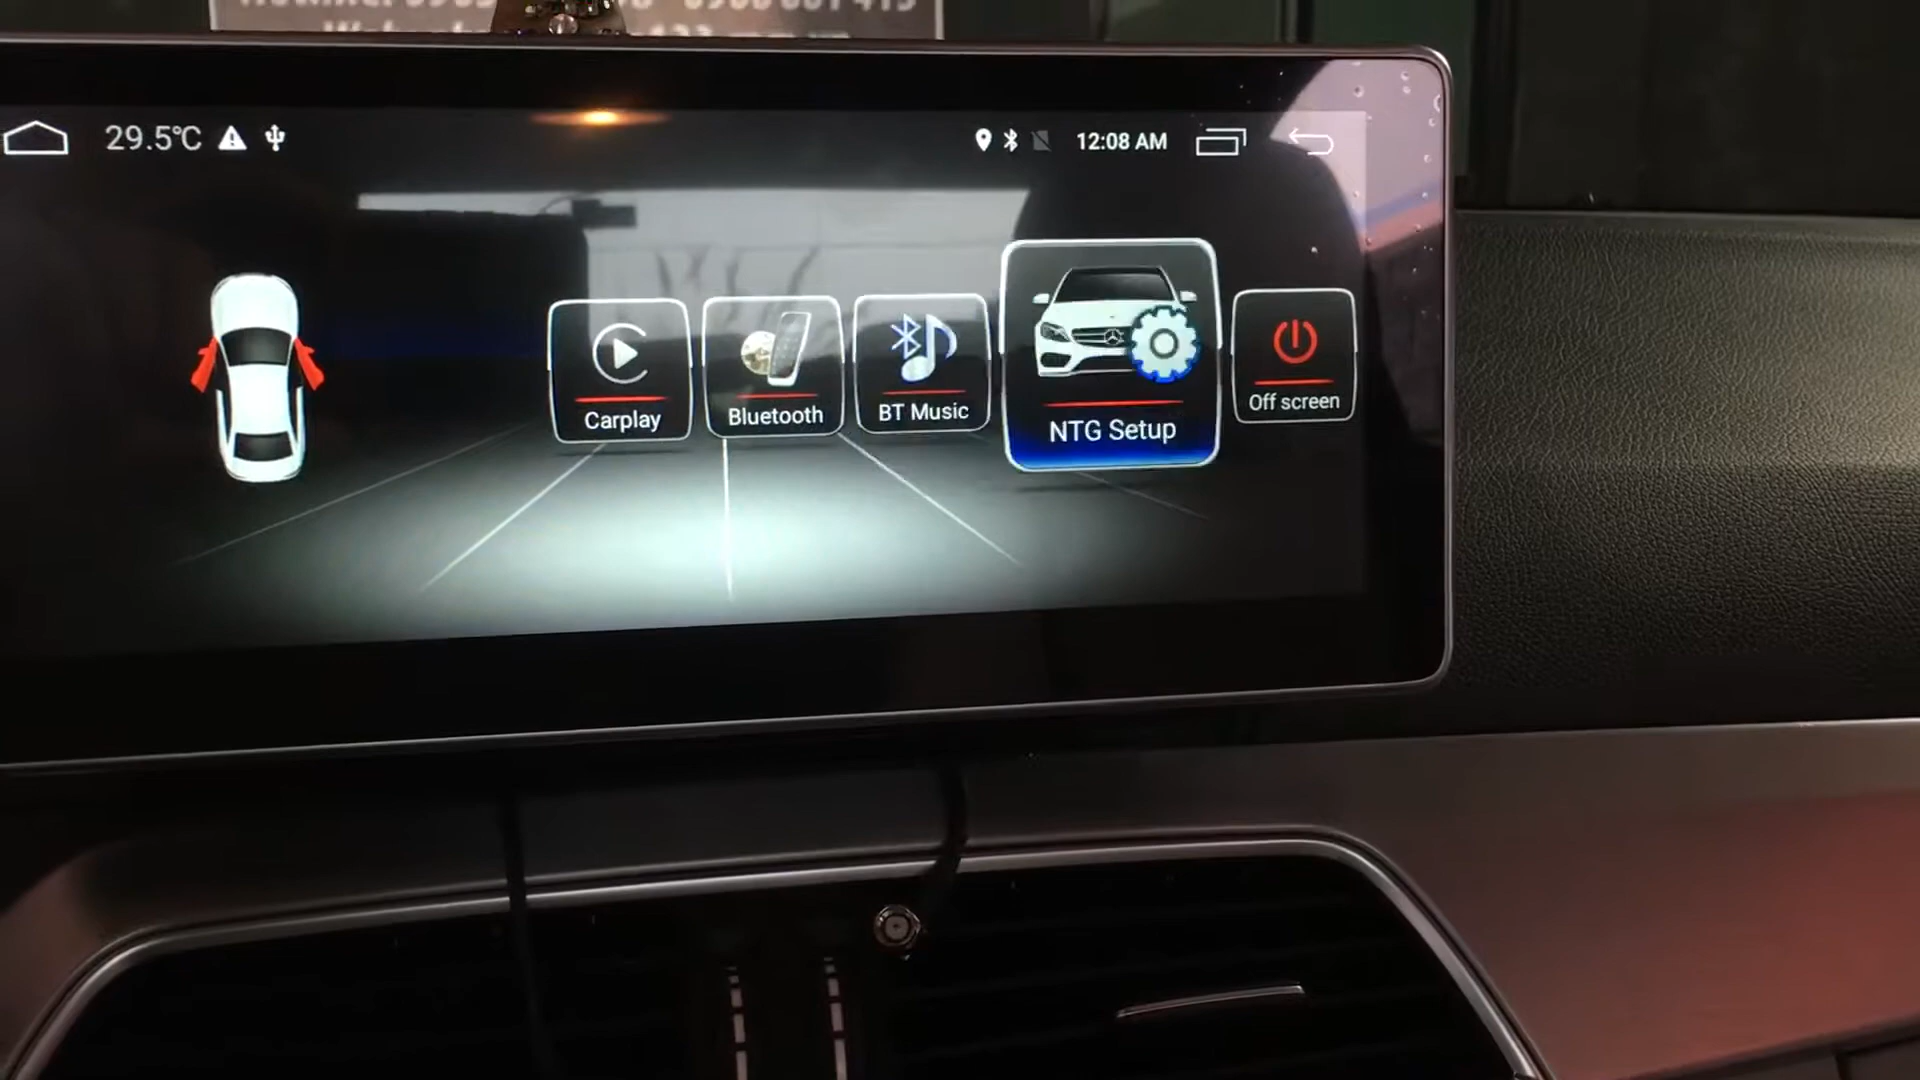 29.5℃
12:08 AM
Carplay
Bluetooth
BT Music
NTG Setup
Off screen